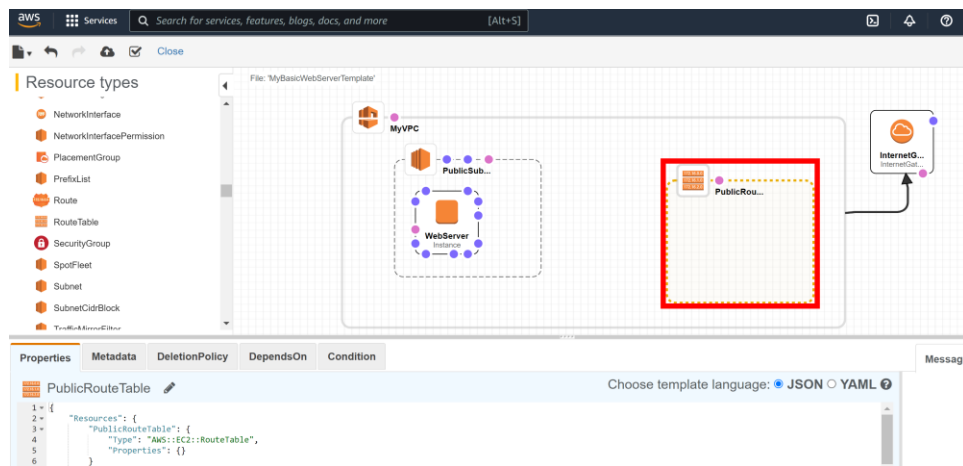 aws Services Search for services, features, blogs, docs, and more [Alt+S]
Close
Resource types
File: 'MyBasicWebServerTemplate'
NetworkInterface
NetworkInterfacePermission
PlacementGroup
PrefixList
Route
RouteTable
SecurityGroup
SpotFleet
Subnet
SubnetCidrBlock
TrafficMirrorFilter
MyVPC
PublicSub...
WebServer
Instance
PublicRou...
InternetG...
InternetGat...
Properties Metadata DeletionPolicy DependsOn Condition Messag
PublicRouteTable Choose template language: JSON YAML
1 {
2 "Resources": {
3 "PublicRouteTable": {
4 "Type": "AWS::EC2::RouteTable",
5 "Properties": {}
6 }